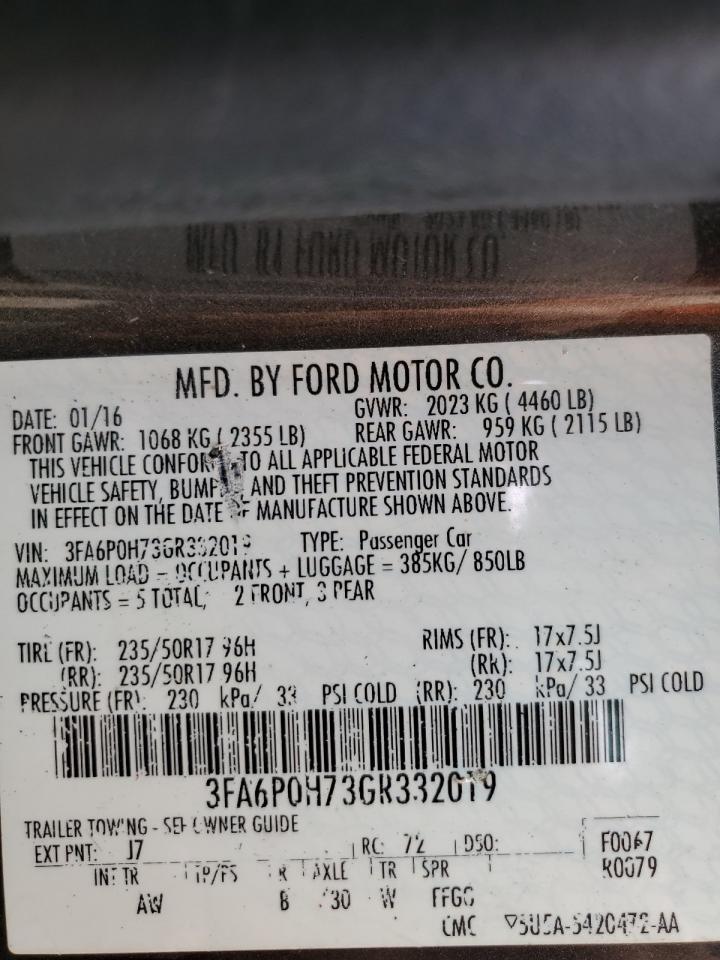 MFD. BY FORD MOTOR CO.
DATE: 01/16 GVWR: 2023 KG ( 4460 LB)
FRONT GAWR: 1068 KG ( 2355 LB) REAR GAWR: 959 KG ( 2115 LB)
THIS VEHICLE TO ALL APPLICABLE FEDERAL MOTOR
VEHICLE SAFETY, AND THEFT PREVENTION STANDARDS
IN EFFECT ON THE DATE OF MANUFACTURE SHOWN ABOVE.
VIN: 3FA6P0H73GR332019 TYPE: Passenger Car
MAXIMUM LOAD = OCCUPANTS + LUGGAGE = 385KG/ 850LB
OCCUPANTS = 5 TOTAL, 2 FRONT, 3 REAR
TIRE (FR): 235/50R17 96H RIMS (FR): 17x7.5J
(RR): 235/50R17 96H (RR): 17x7.5J
PRESSURE (FR): 230 kPa/ 33 PSI COLD (RR): 230 kPa/ 33 PSI COLD
3FA6P0H73GR332019
TRAILER TOWING - SEE OWNER GUIDE
EXT PNT: J7 RC: 72 DSO: F0067
INT TR TP/PS R AXLE TR SPR R0079
AW B W